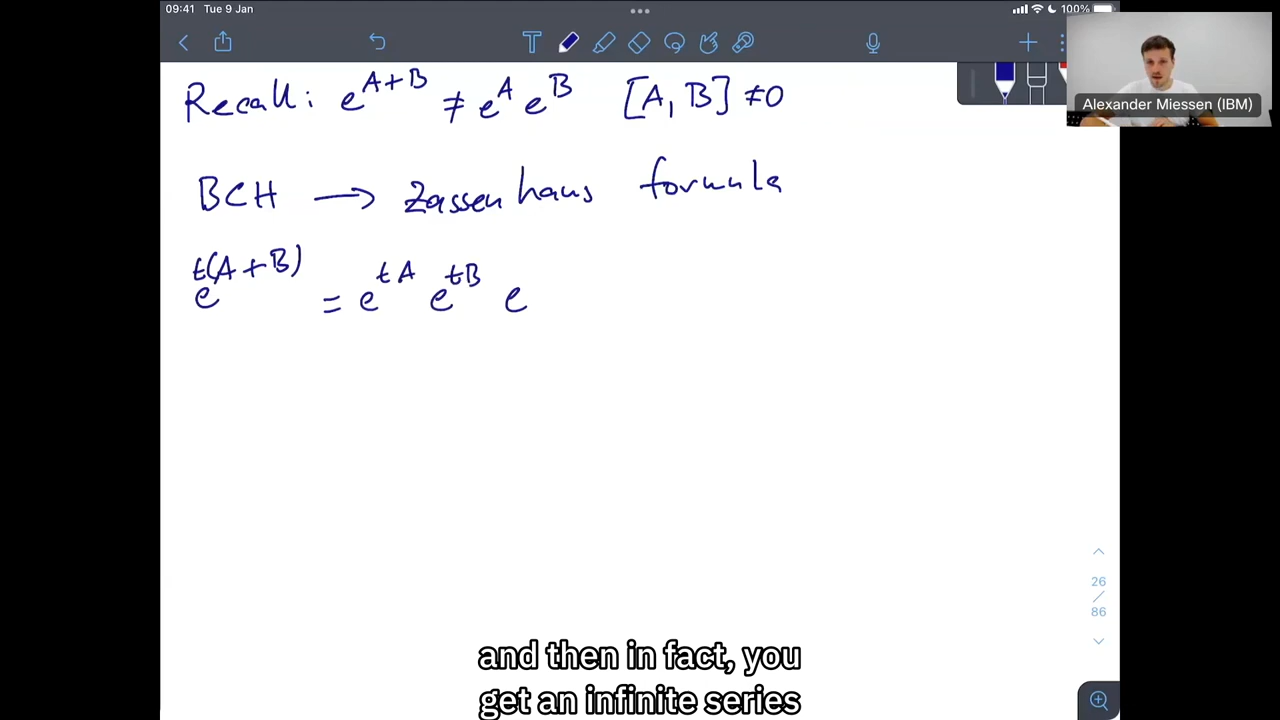 09:41 Tue 9 Jan
100%
Alexander Miessen (IBM)
Recall: e^{A+B} ≠ e^A e^B [A, B] ≠ 0
BCH → Zassenhaus formula
e^{t(A+B)} = e^{tA} e^{tB} e
26
/
86
and then in fact, you
get an infinite series